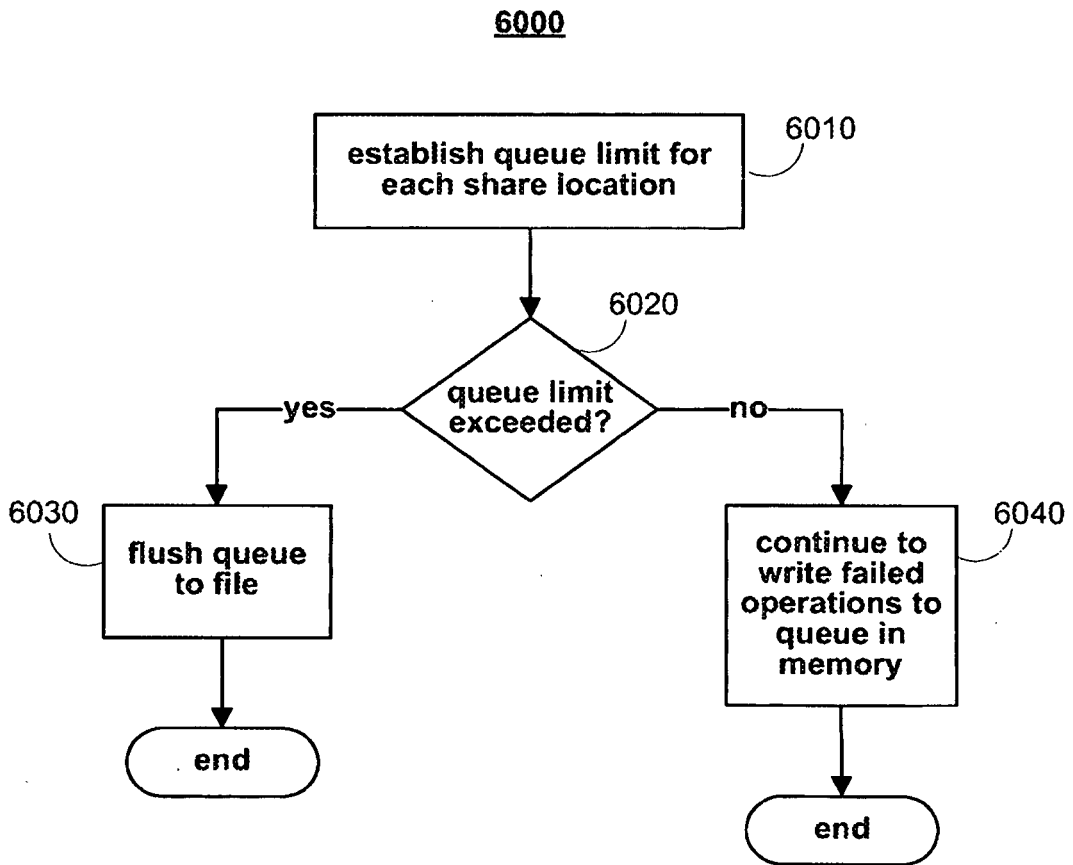 6000
establish queue limit for
each share location
6010
6020
queue limit
exceeded?
yes
no
6030
flush queue
to file
6040
continue to
write failed
operations to
queue in
memory
end
end